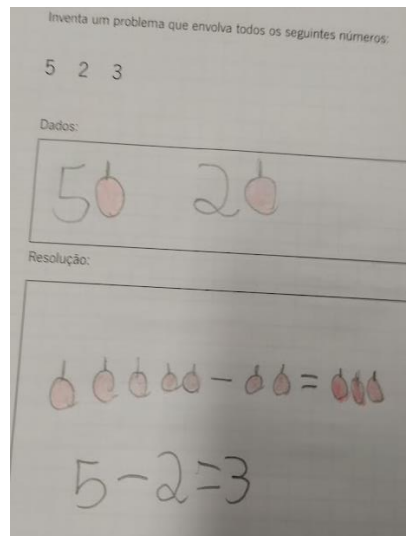 Inventa um problema que envolva todos os seguintes números:
5 2 3
Dados:
5 2
Resolução:
- =
5-2=3